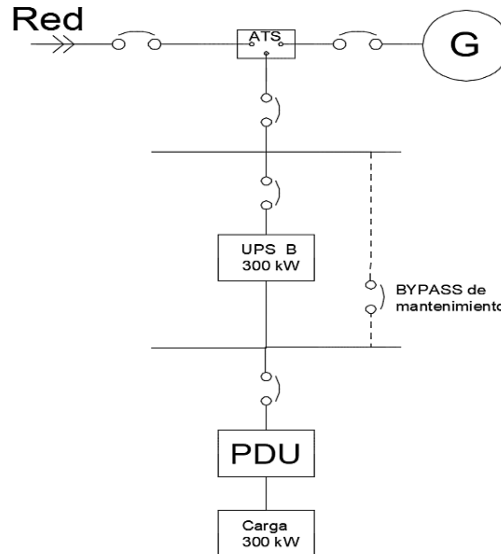 Red
ATS
G
UPS B
300 kW
BYPASS de
mantenimiento
PDU
Carga
300 kW